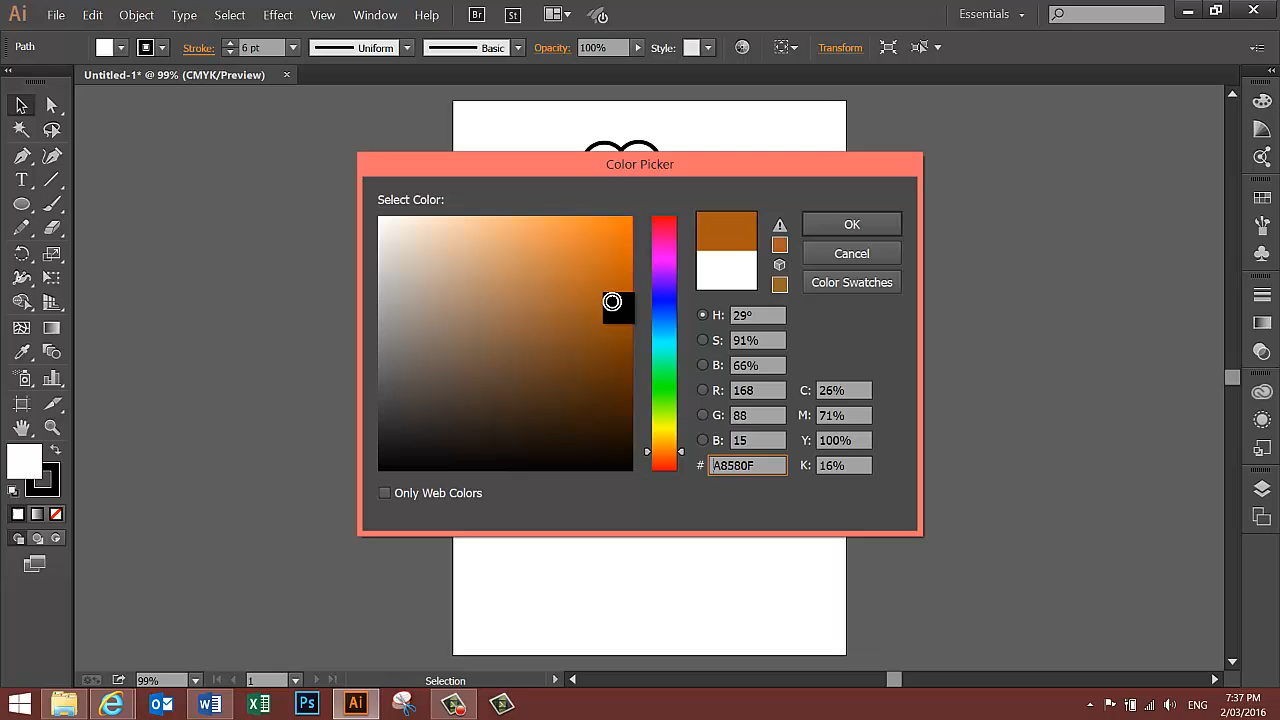 Ai File Edit Object Type Select Effect View Window Help Br St Essentials
Path Stroke: 6 pt Uniform Basic Opacity: 100% Style: Transform
Untitled-1* @ 99% (CMYK/Preview) ×
Color Picker
Select Color:
OK
Cancel
Color Swatches
H: 29°
S: 91%
B: 66%
R: 168 C: 26%
G: 88 M: 71%
B: 15 Y: 100%
# A8580F K: 16%
Only Web Colors
99% 1 Selection
Ps Ai ENG 7:37 PM
2/03/2016